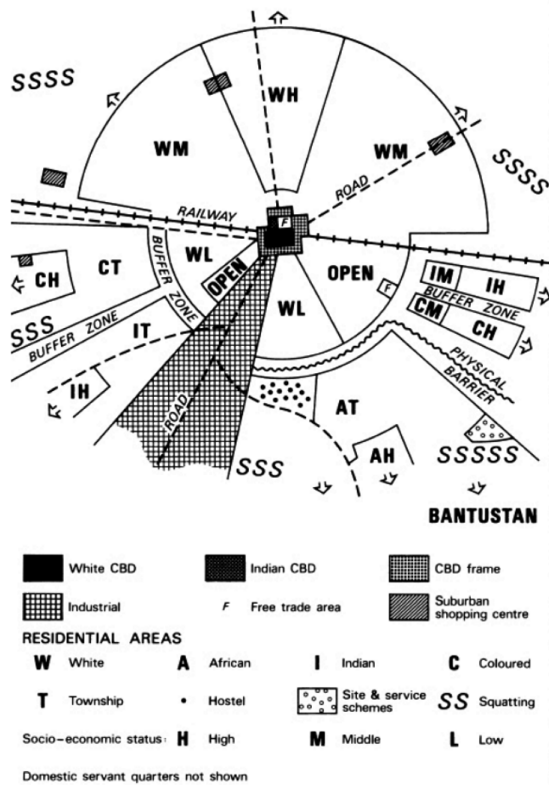 SSSS
WH
WM
WM
ROAD
SSSS
F
RAILWAY
WL
OPEN
OPEN
BUFFER ZONE
CT
CH
F
IM
IH
BUFFER ZONE
CM
CH
WL
SSS
BUFFER ZONE
IT
IH
ROAD
PHYSICAL
BARRIER
AT
AH
SSS
SSSSS
BANTUSTAN
White CBD
Indian CBD
CBD frame
Industrial
F Free trade area
Suburban
shopping centre
RESIDENTIAL AREAS
W White
A African
I Indian
C Coloured
T Township
Hostel
Site & service
schemes
SS Squatting
Socio-economic status: H High
M Middle
L Low
Domestic servant quarters not shown